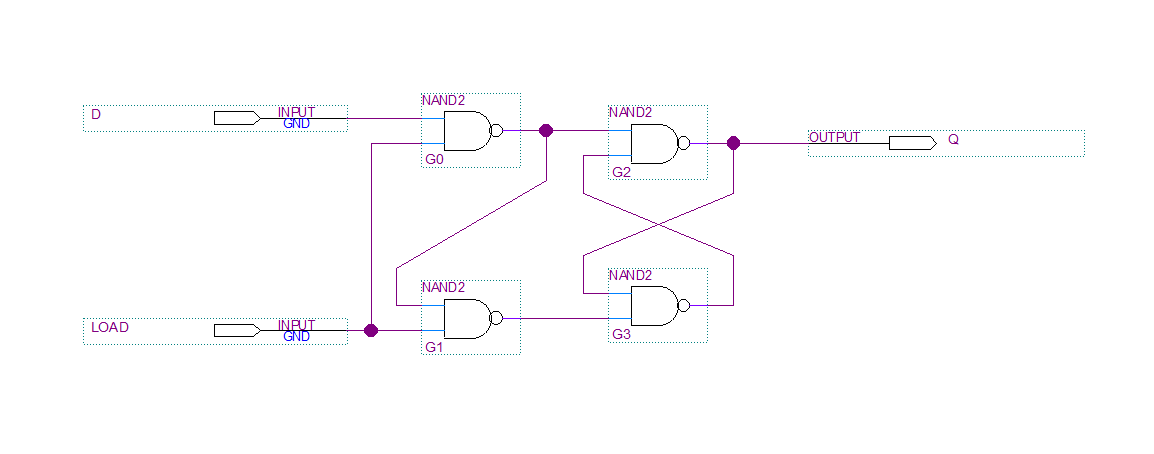 NAND2
D
INPUT
GND
G0
NAND2
G2
OUTPUT
Q
NAND2
G1
LOAD
INPUT
GND
NAND2
G3